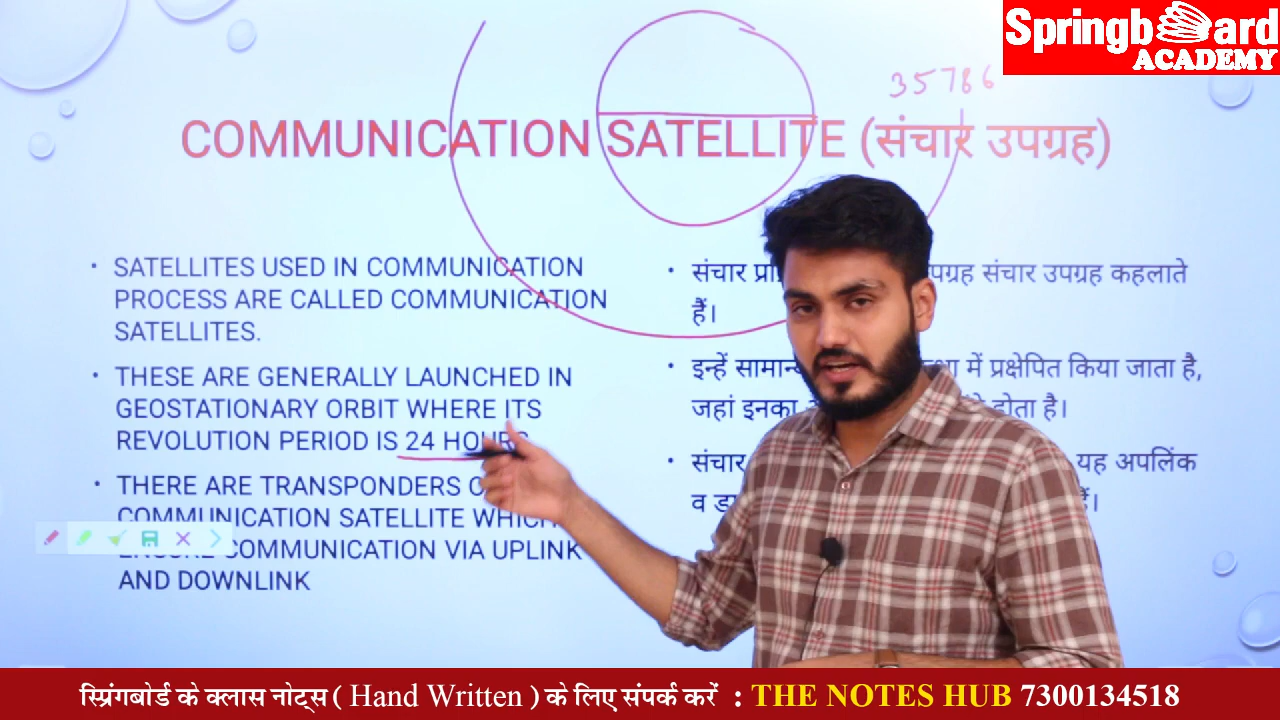 Springboard
ACADEMY
35786
COMMUNICATION SATELLITE (संचार उपग्रह)
• SATELLITES USED IN COMMUNICATION
PROCESS ARE CALLED COMMUNICATION
SATELLITES.
• THESE ARE GENERALLY LAUNCHED IN
GEOSTATIONARY ORBIT WHERE ITS
REVOLUTION PERIOD IS 24 HOURS
• THERE ARE TRANSPONDERS
COMMUNICATION SATELLITE WHICH
ENSURE COMMUNICATION VIA UPLINK
AND DOWNLINK
• संचार उपग्रह संचार उपग्रह कहलाते
हैं।
• इन्हें में प्रक्षेपित किया जाता है,
जहां इनका होता है।
• संचार यह अपलिंक
व
स्प्रिंगबोर्ड के क्लास नोट्स ( Hand Written ) के लिए संपर्क करें : THE NOTES HUB 7300134518